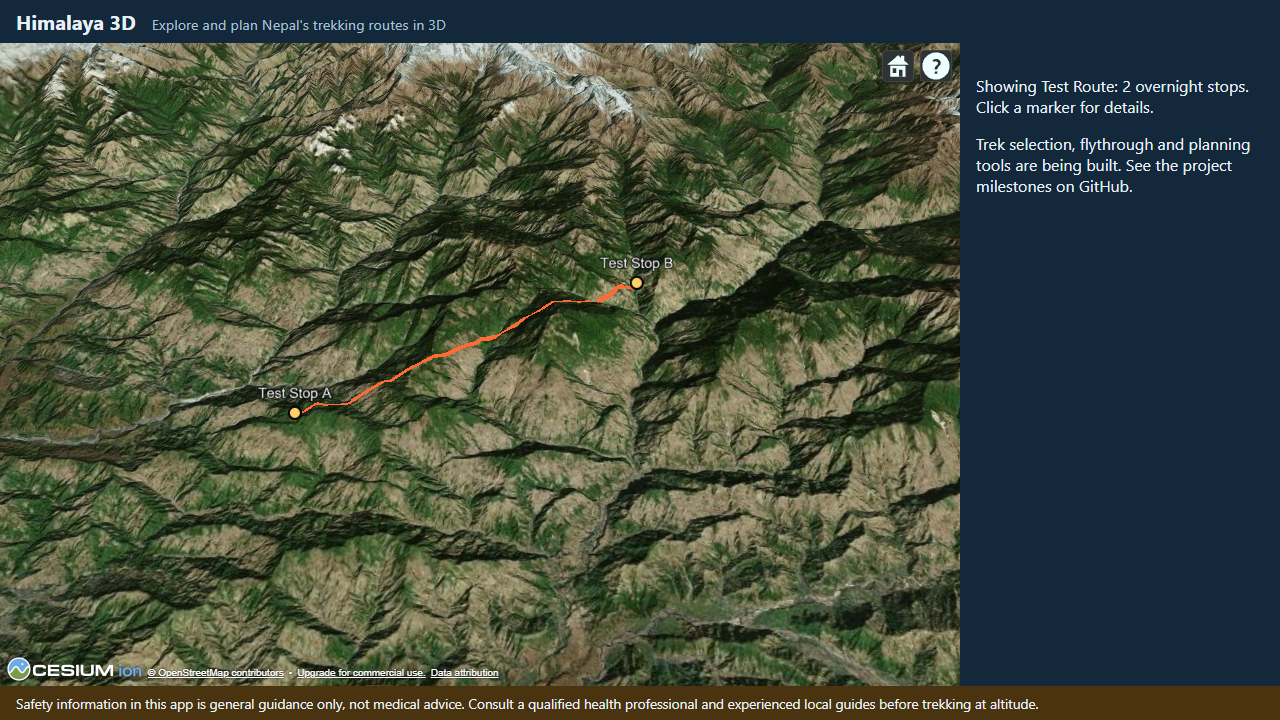 Himalaya 3D Explore and plan Nepal's trekking routes in 3D
?
Showing Test Route: 2 overnight stops.
Click a marker for details.
Trek selection, flythrough and planning
tools are being built. See the project
milestones on GitHub.
Test Stop B
Test Stop A
CESIUM ion © OpenStreetMap contributors • Upgrade for commercial use. Data attribution
Safety information in this app is general guidance only, not medical advice. Consult a qualified health professional and experienced local guides before trekking at altitude.